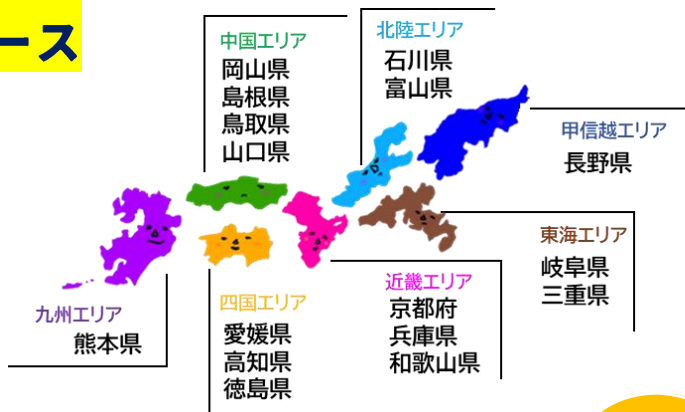 ース
中国エリア
岡山県
島根県
鳥取県
山口県
北陸エリア
石川県
富山県
甲信越エリア
長野県
東海エリア
岐阜県
三重県
近畿エリア
京都府
兵庫県
和歌山県
四国エリア
愛媛県
高知県
徳島県
九州エリア
熊本県